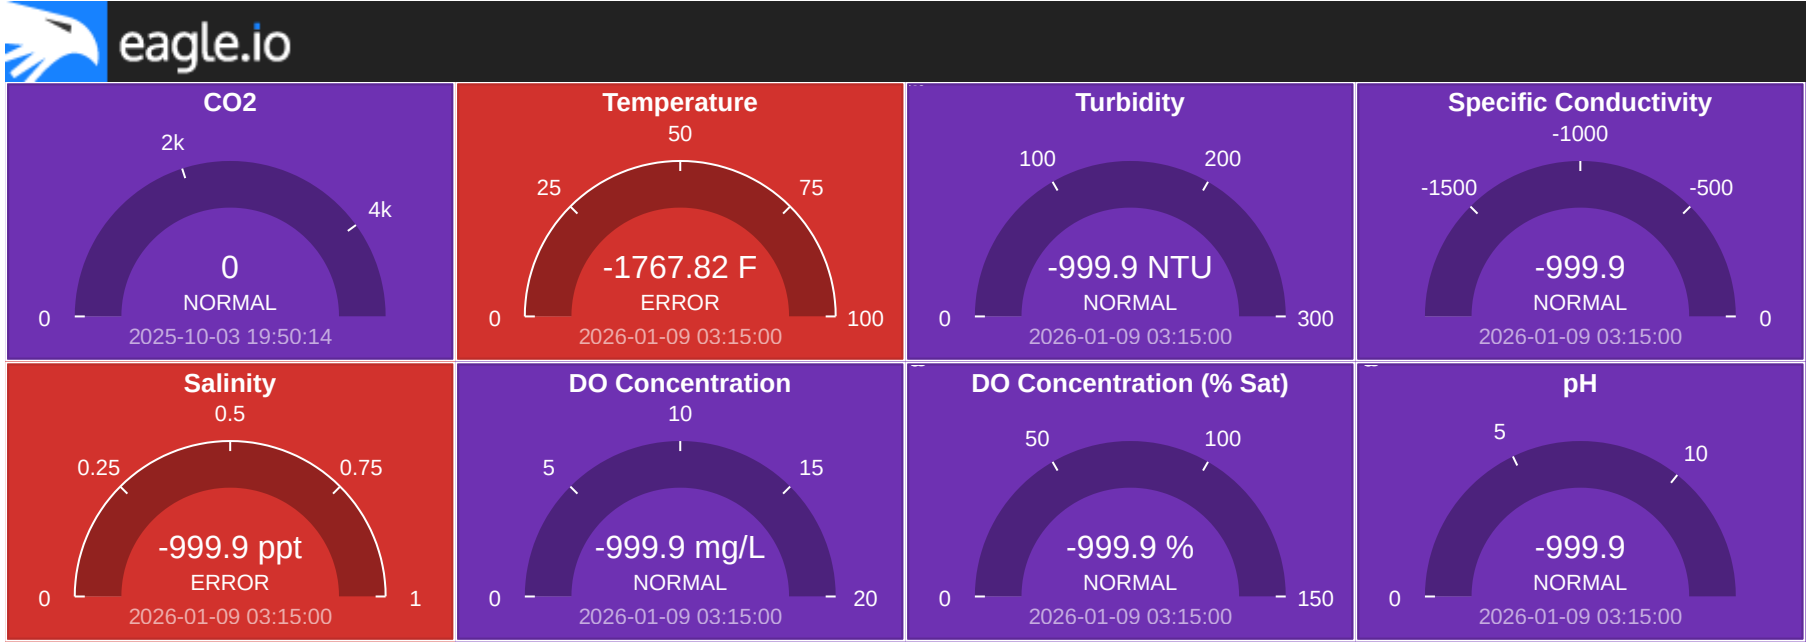 eagle.io
CO2
2k
4k
0
0
NORMAL
2025-10-03 19:50:14
Temperature
50
25
75
-1767.82 F
ERROR
0
100
2026-01-09 03:15:00
Turbidity
100
200
-999.9 NTU
NORMAL
0
300
2026-01-09 03:15:00
Specific Conductivity
-1000
-1500
-500
-999.9
NORMAL
0
2026-01-09 03:15:00
Salinity
0.5
0.25
0.75
-999.9 ppt
ERROR
0
1
2026-01-09 03:15:00
DO Concentration
10
5
15
-999.9 mg/L
NORMAL
0
20
2026-01-09 03:15:00
DO Concentration (% Sat)
50
100
-999.9 %
NORMAL
0
150
2026-01-09 03:15:00
pH
5
10
-999.9
NORMAL
0
2026-01-09 03:15:00